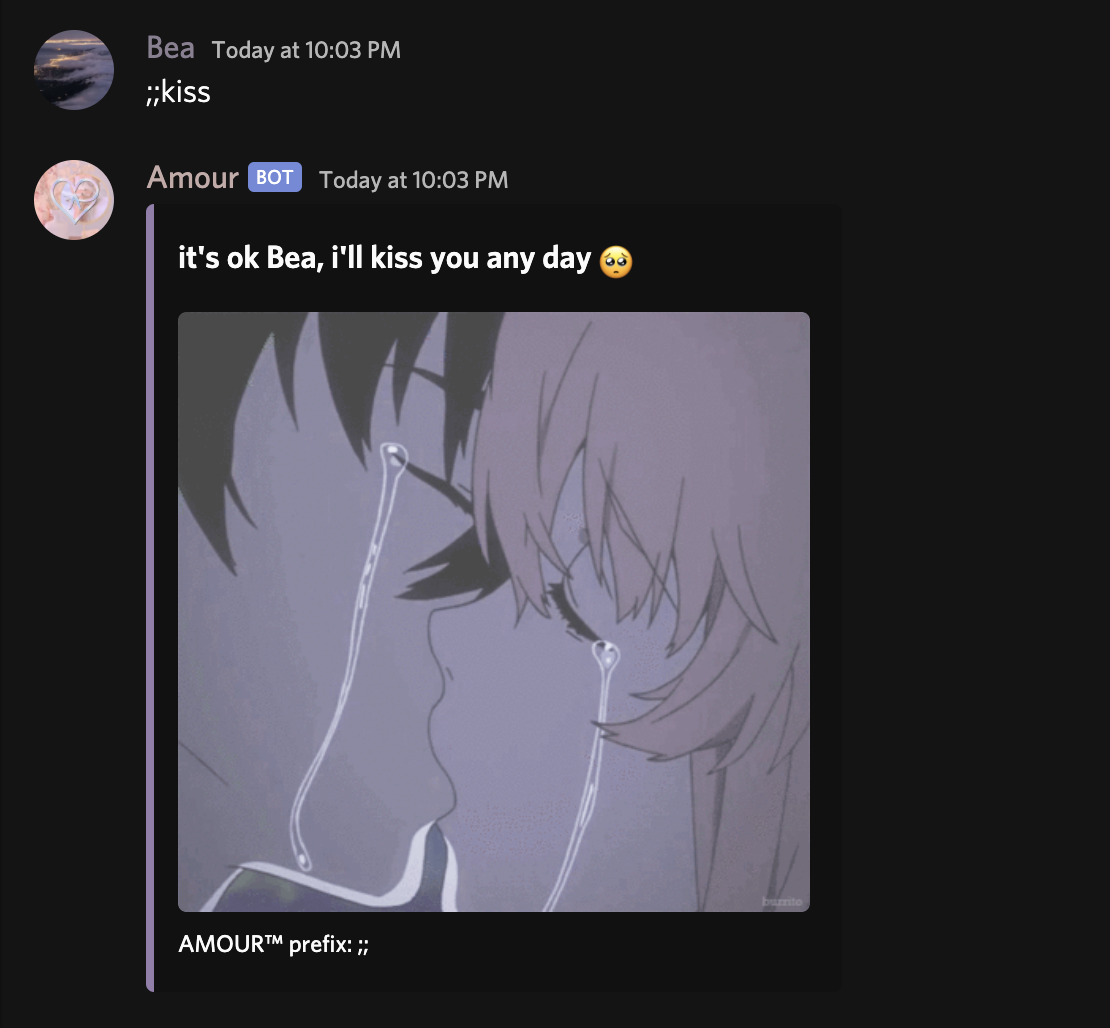 Bea Today at 10:03 PM
;;kiss
Amour BOT Today at 10:03 PM
it's ok Bea, i'll kiss you any day 🥺
burrito
AMOUR™ prefix: ;;